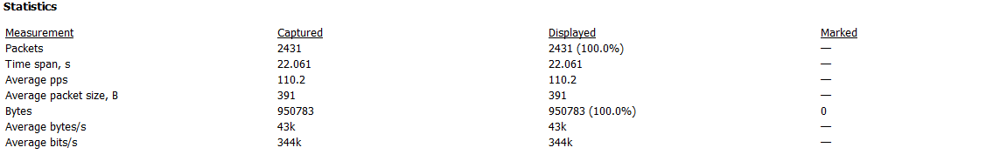 Statistics
Measurement Captured Displayed Marked
Packets 2431 2431 (100.0%) —
Time span, s 22.061 22.061 —
Average pps 110.2 110.2 —
Average packet size, B 391 391 —
Bytes 950783 950783 (100.0%) 0
Average bytes/s 43k 43k —
Average bits/s 344k 344k —